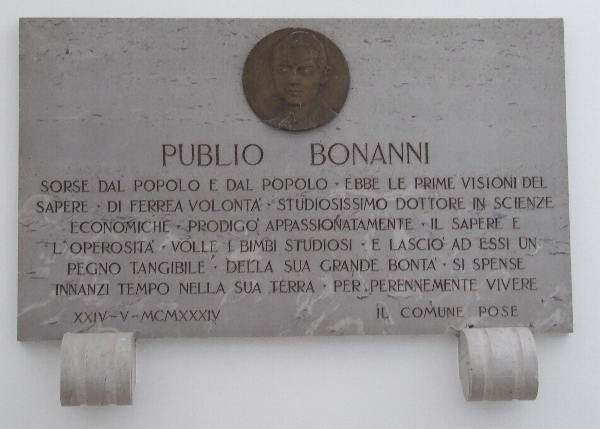 PUBLIO BONANNI
SORSE DAL POPOLO E DAL POPOLO · EBBE LE PRIME VISIONI DEL
SAPERE · DI FERREA VOLONTA' · STUDIOSISSIMO DOTTORE IN SCIENZE
ECONOMICHE · PRODIGO' APPASSIONATAMENTE · IL SAPERE E
L'OPEROSITA' · VOLLE I BIMBI STUDIOSI · E LASCIO' AD ESSI UN
PEGNO TANGIBILE · DELLA SUA GRANDE BONTA' · SI SPENSE
INNANZI TEMPO NELLA SUA TERRA · PER PERENNEMENTE VIVERE
XXIV-V-MCMXXXIV IL COMUNE POSE